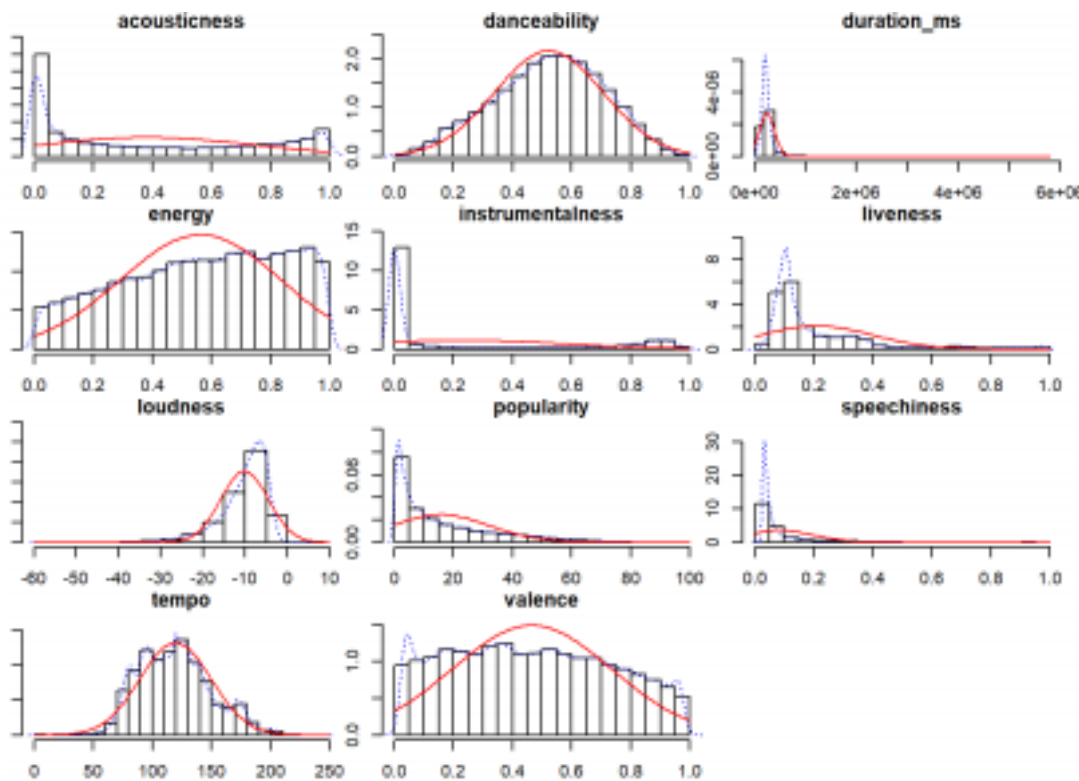 acousticness
0.0 0.2 0.4 0.6 0.8 1.0
danceability
0.0 1.0 2.0
0.0 0.2 0.4 0.6 0.8 1.0
duration_ms
0e+00 4e-06
0e+00 2e+06 4e+06 6e+06
energy
0.0 0.2 0.4 0.6 0.8 1.0
instrumentalness
0 5 10 15
0.0 0.2 0.4 0.6 0.8 1.0
liveness
0 4 8
0.0 0.2 0.4 0.6 0.8 1.0
loudness
-60 -50 -40 -30 -20 -10 0 10
popularity
0.00 0.06
0 20 40 60 80 100
speechiness
0 10 20 30
0.0 0.2 0.4 0.6 0.8 1.0
tempo
0 50 100 150 200 250
valence
0.0 1.0
0.0 0.2 0.4 0.6 0.8 1.0